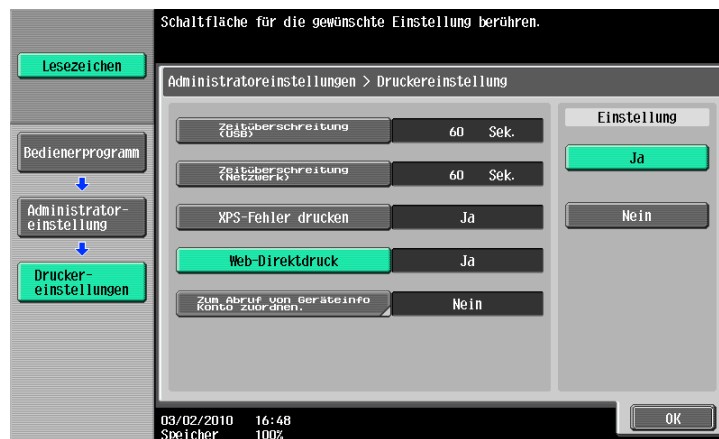 Schaltfläche für die gewünschte Einstellung berühren.
Lesezeichen
Administratoreinstellungen > Druckereinstellung
Bedienerprogramm
Administrator-
einstellung
Drucker-
einstellungen
Zeitüberschreitung
(USB)
60 Sek.
Zeitüberschreitung
(Netzwerk)
60 Sek.
XPS-Fehler drucken
Ja
Web-Direktdruck
Ja
Zum Abruf von Geräteinfo
Konto zuordnen.
Nein
Einstellung
Ja
Nein
03/02/2010 16:48
Speicher 100%
OK